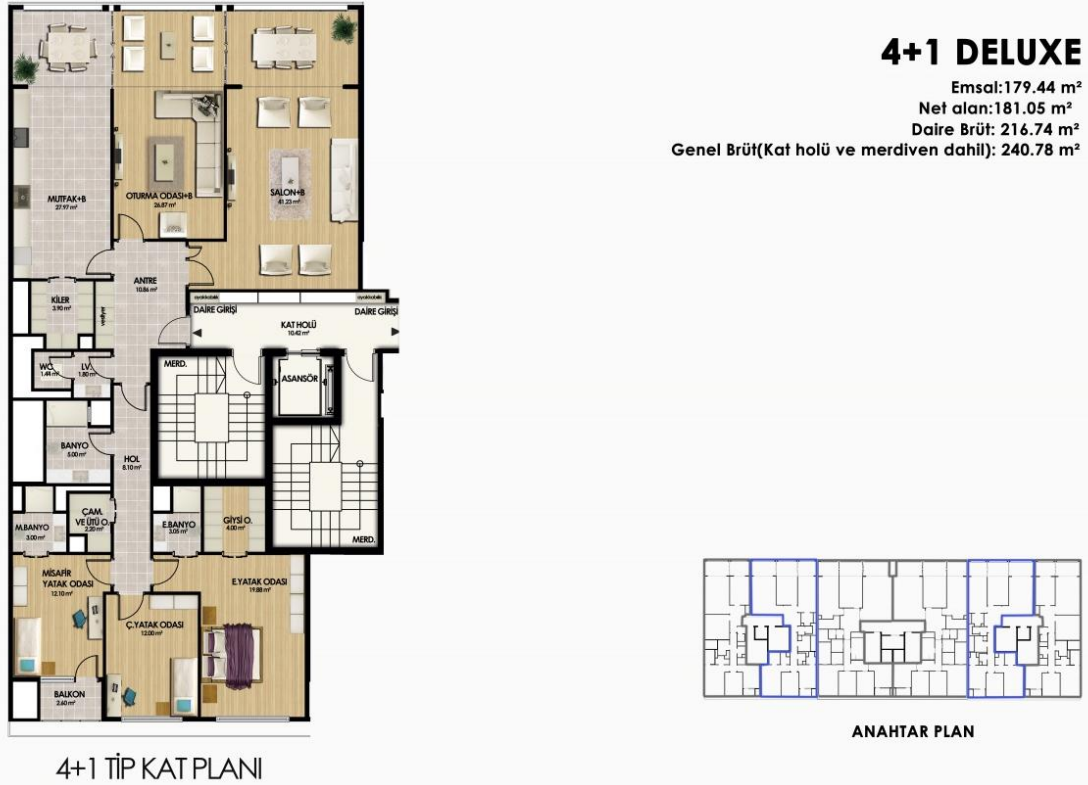 4+1 DELUXE
Emsal:179.44 m²
Net alan:181.05 m²
Daire Brüt: 216.74 m²
Genel Brüt(Kat holü ve merdiven dahil): 240.78 m²
MUTFAK+B
27.97 m²
OTURMA ODASI+B
26.87 m²
SALON+B
41.23 m²
ANTRE
10.86 m²
KİLER
3.90 m²
vestiyer
ayakkabılık
ayakkabılık
DAİRE GİRİŞİ
DAİRE GİRİŞİ
KAT HOLÜ
10.42 m²
MERD.
ASANSÖR
WC
1.44 m²
LV.
1.80 m²
BANYO
5.00 m²
HOL
8.10 m²
ÇAM.
VE ÜTÜ O.
2.20 m²
M.BANYO
3.00 m²
E.BANYO
3.05 m²
GİYSİ O.
4.00 m²
MERD.
MİSAFİR
YATAK ODASI
12.10 m²
E.YATAK ODASI
19.88 m²
Ç.YATAK ODASI
12.00 m²
BALKON
2.60 m²
ANAHTAR PLAN
4+1 TİP KAT PLANI